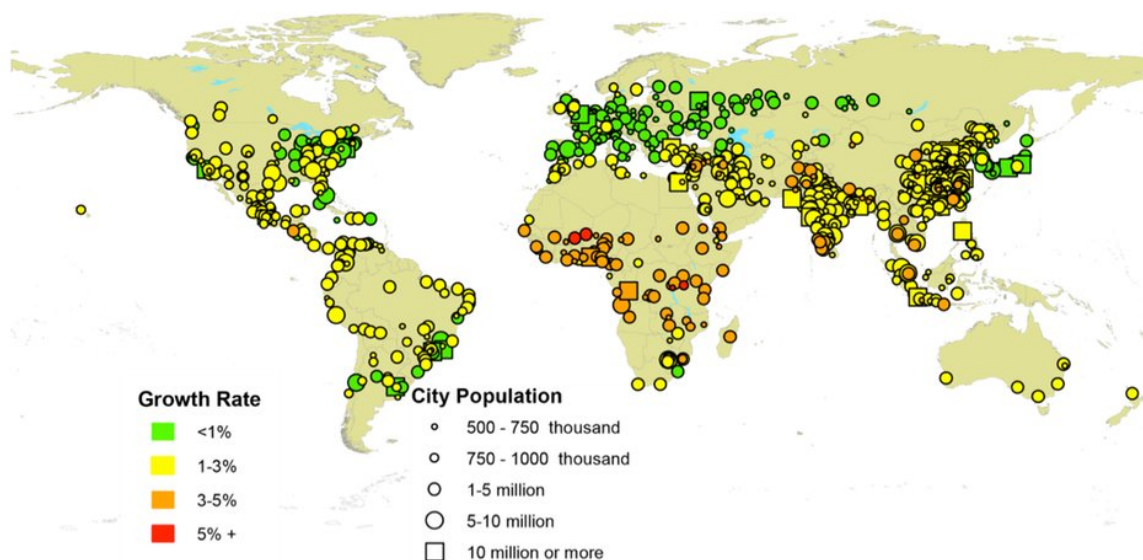 Growth Rate
<1%
1-3%
3-5%
5% +
City Population
500 - 750 thousand
750 - 1000 thousand
1-5 million
5-10 million
10 million or more